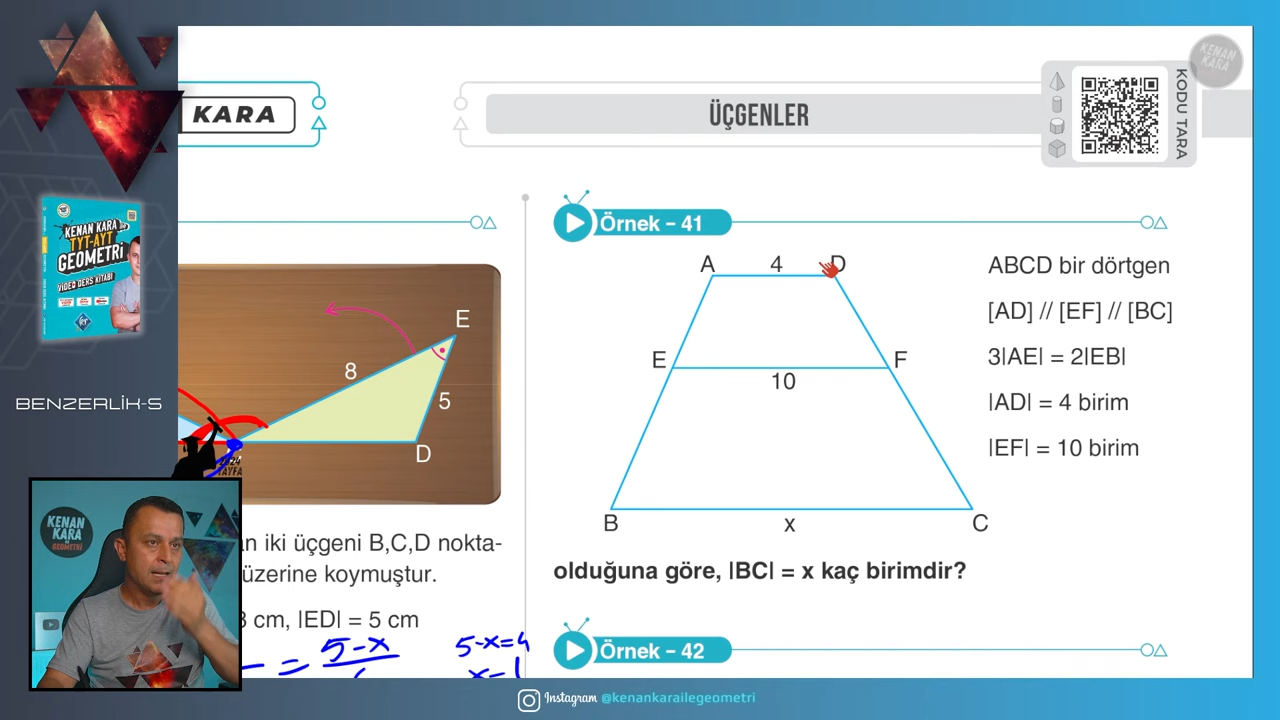 KARA
ÜÇGENLER
KODU TARA
KENAN KARA
KENAN KARA
TYT-AYT
GEOMETRİ
VİDEO DERS KİTABI
BENZERLİK-5
E
8
5
D
an iki üçgeni B,C,D nokta-
üzerine koymuştur.
cm, |ED| = 5 cm
= 5-x
5-x=4
x=1
Örnek – 41
A 4 D
E F
10
B x C
ABCD bir dörtgen
[AD] // [EF] // [BC]
3|AE| = 2|EB|
|AD| = 4 birim
|EF| = 10 birim
olduğuna göre, |BC| = x kaç birimdir?
Örnek – 42
KENAN
KARA
GEOMETRİ
Instagram @kenankarailegeometri